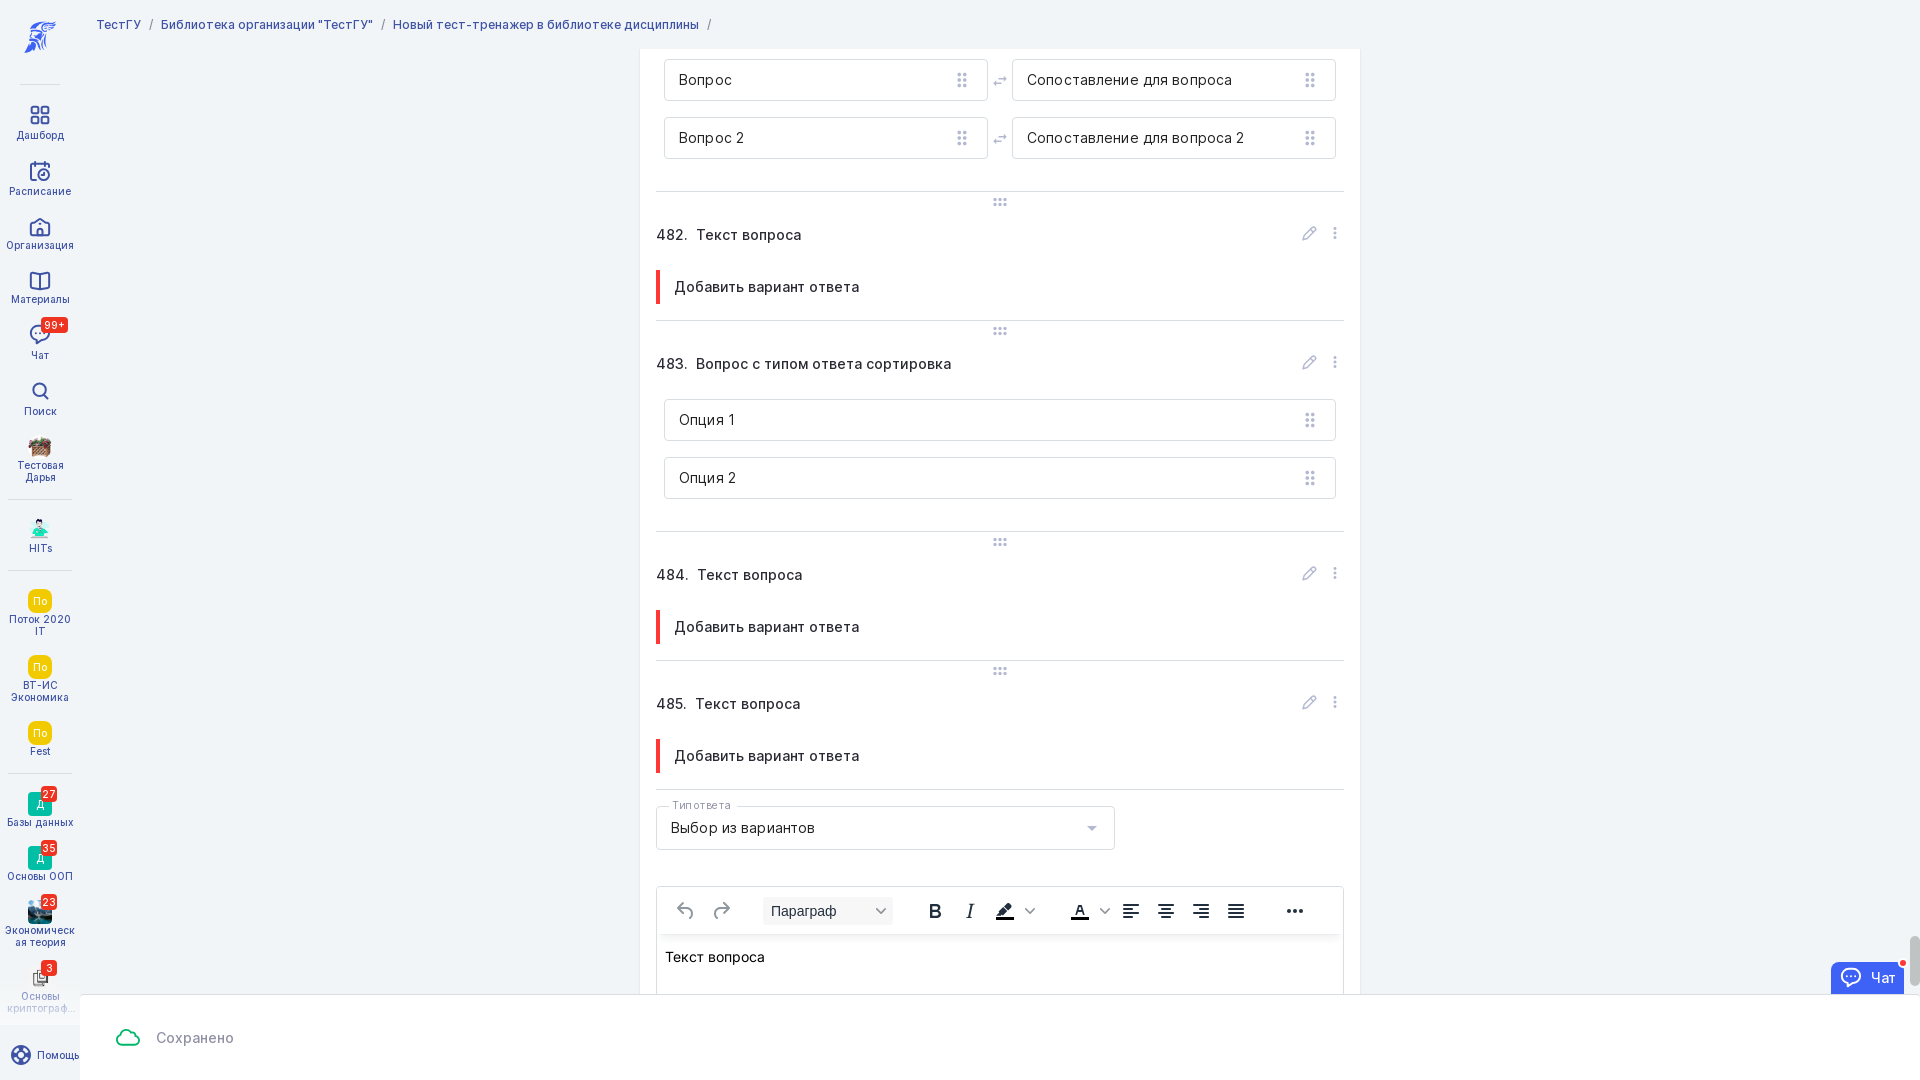 ТестГУ / Библиотека организации "ТестГУ" / Новый тест-тренажер в библиотеке дисциплины /
Дашборд
Расписание
Организация
Материалы
99+
Чат
Поиск
Тестовая
Дарья
HITs
По
Поток 2020
IT
По
ВТ-ИС
Экономика
По
Fest
27
Д
Базы данных
35
Д
Основы ООП
23
Экономическ
ая теория
3
Основы
криптограф...
Помощь
Вопрос
Сопоставление для вопроса
Вопрос 2
Сопоставление для вопроса 2
482. Текст вопроса
Добавить вариант ответа
483. Вопрос с типом ответа сортировка
Опция 1
Опция 2
484. Текст вопроса
Добавить вариант ответа
485. Текст вопроса
Добавить вариант ответа
Тип ответа
Выбор из вариантов
Параграф
B I A
Текст вопроса
Чат
Сохранено